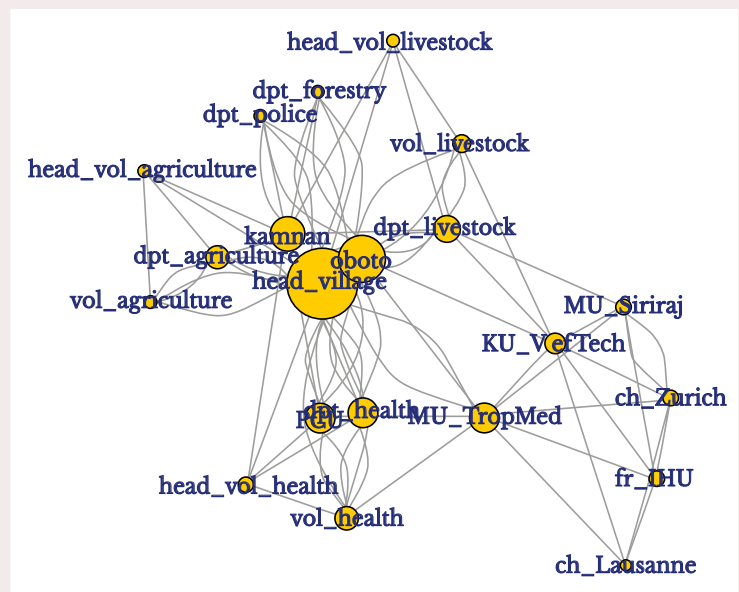 head_vol_livestock
dpt_forestry
dpt_police
vol_livestock
head_vol_agriculture
dpt_livestock
kamnan
dpt_agriculture
oboto
head_village
vol_agriculture
MU_Siriraj
KU_VetTech
ch_Zurich
dpt_health
MU_TropMed
fr_IHU
head_vol_health
vol_health
ch_Lausanne